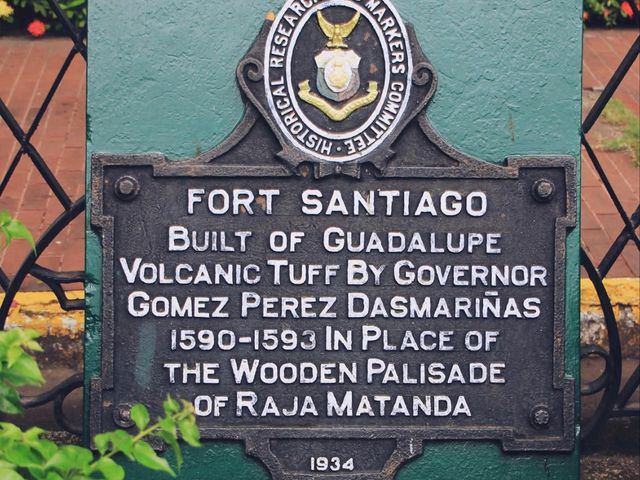 HISTORICAL RESEARCH MARKERS COMMITTEE
FORT SANTIAGO
BUILT OF GUADALUPE
VOLCANIC TUFF BY GOVERNOR
GOMEZ PEREZ DASMARIÑAS
1590-1593 IN PLACE OF
THE WOODEN PALISADE
OF RAJA MATANDA
1934